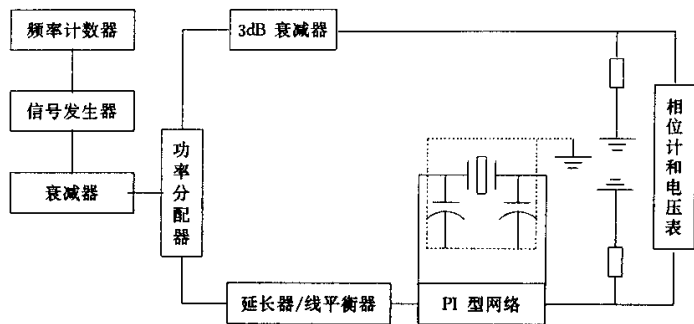 频率计数器
3dB 衰减器
信号发生器
衰减器
功率分配器
相位计和电压表
延长器/线平衡器
PI 型网络